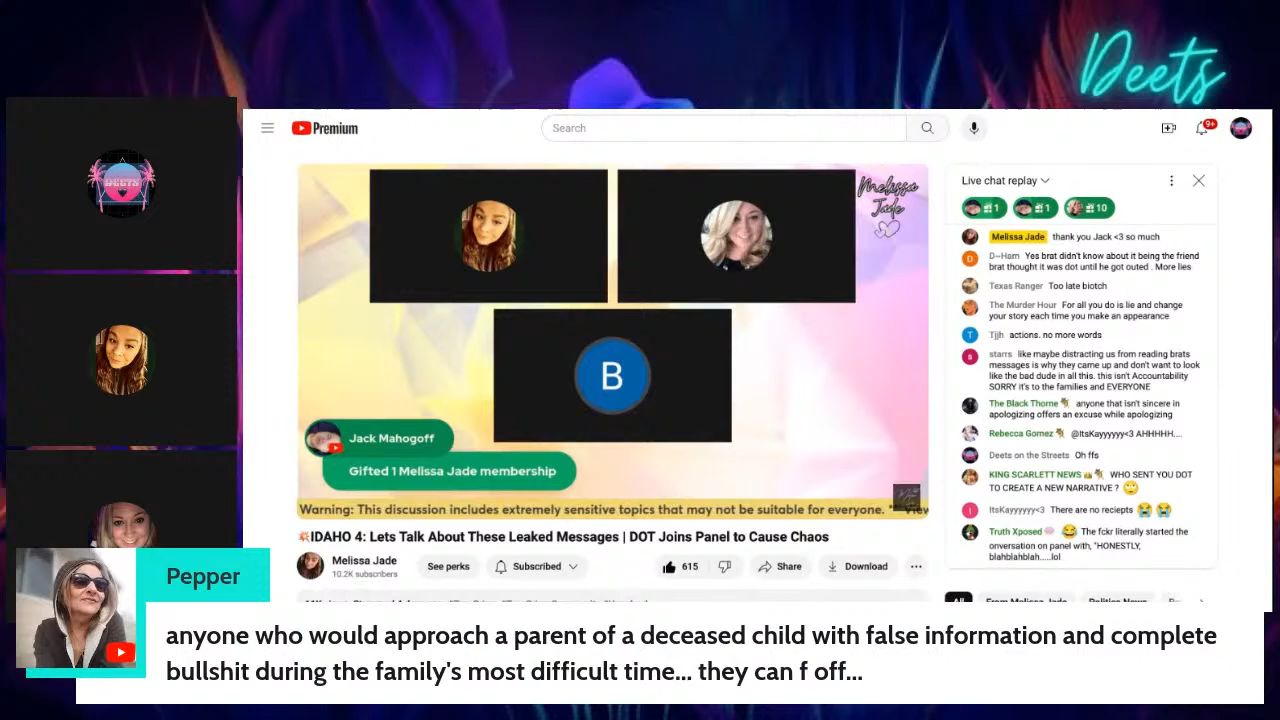 Deets
DEETS
Premium
Search
9+
Melissa
Jade
B
Jack Mahogoff
Gifted 1 Melissa Jade membership
Warning: This discussion includes extremely sensitive topics that may not be suitable for everyone. *
💥IDAHO 4: Lets Talk About These Leaked Messages | DOT Joins Panel to Cause Chaos
Melissa Jade
10.2K subscribers
See perks
Subscribed
615
Share
Download
Live chat replay
1
1
10
Melissa Jade thank you Jack <3 so much
D
D~Ham Yes brat didn't know about it being the friend
brat thought it was dot until he got outed . More lies
Texas Ranger Too late biotch
The Murder Hour For all you do is lie and change
your story each time you make an appearance
T
Tjjh actions. no more words
s
starrs like maybe distracting us from reading brats
messages is why they came up and don't want to look
like the bad dude in all this. this isn't Accountability
SORRY it's to the families and EVERYONE
The Black Thorne anyone that isn't sincere in
apologizing offers an excuse while apologizing
Rebecca Gomez @ItsKayyyyyy<3 AHHHHH....
Deets on the Streets Oh ffs
KING SCARLETT NEWS WHO SENT YOU DOT
TO CREATE A NEW NARRATIVE ? 🙄
I
ItsKayyyyyy<3 There are no reciepts 😭 😭
Truth Xposed 😂 The fckr literally started the
onversation on panel with, "HONESTLY,
blahblahblah.....lol
All
From Melissa Jade
Politics News
Pepper
anyone who would approach a parent of a deceased child with false information and complete
bullshit during the family's most difficult time... they can f off...